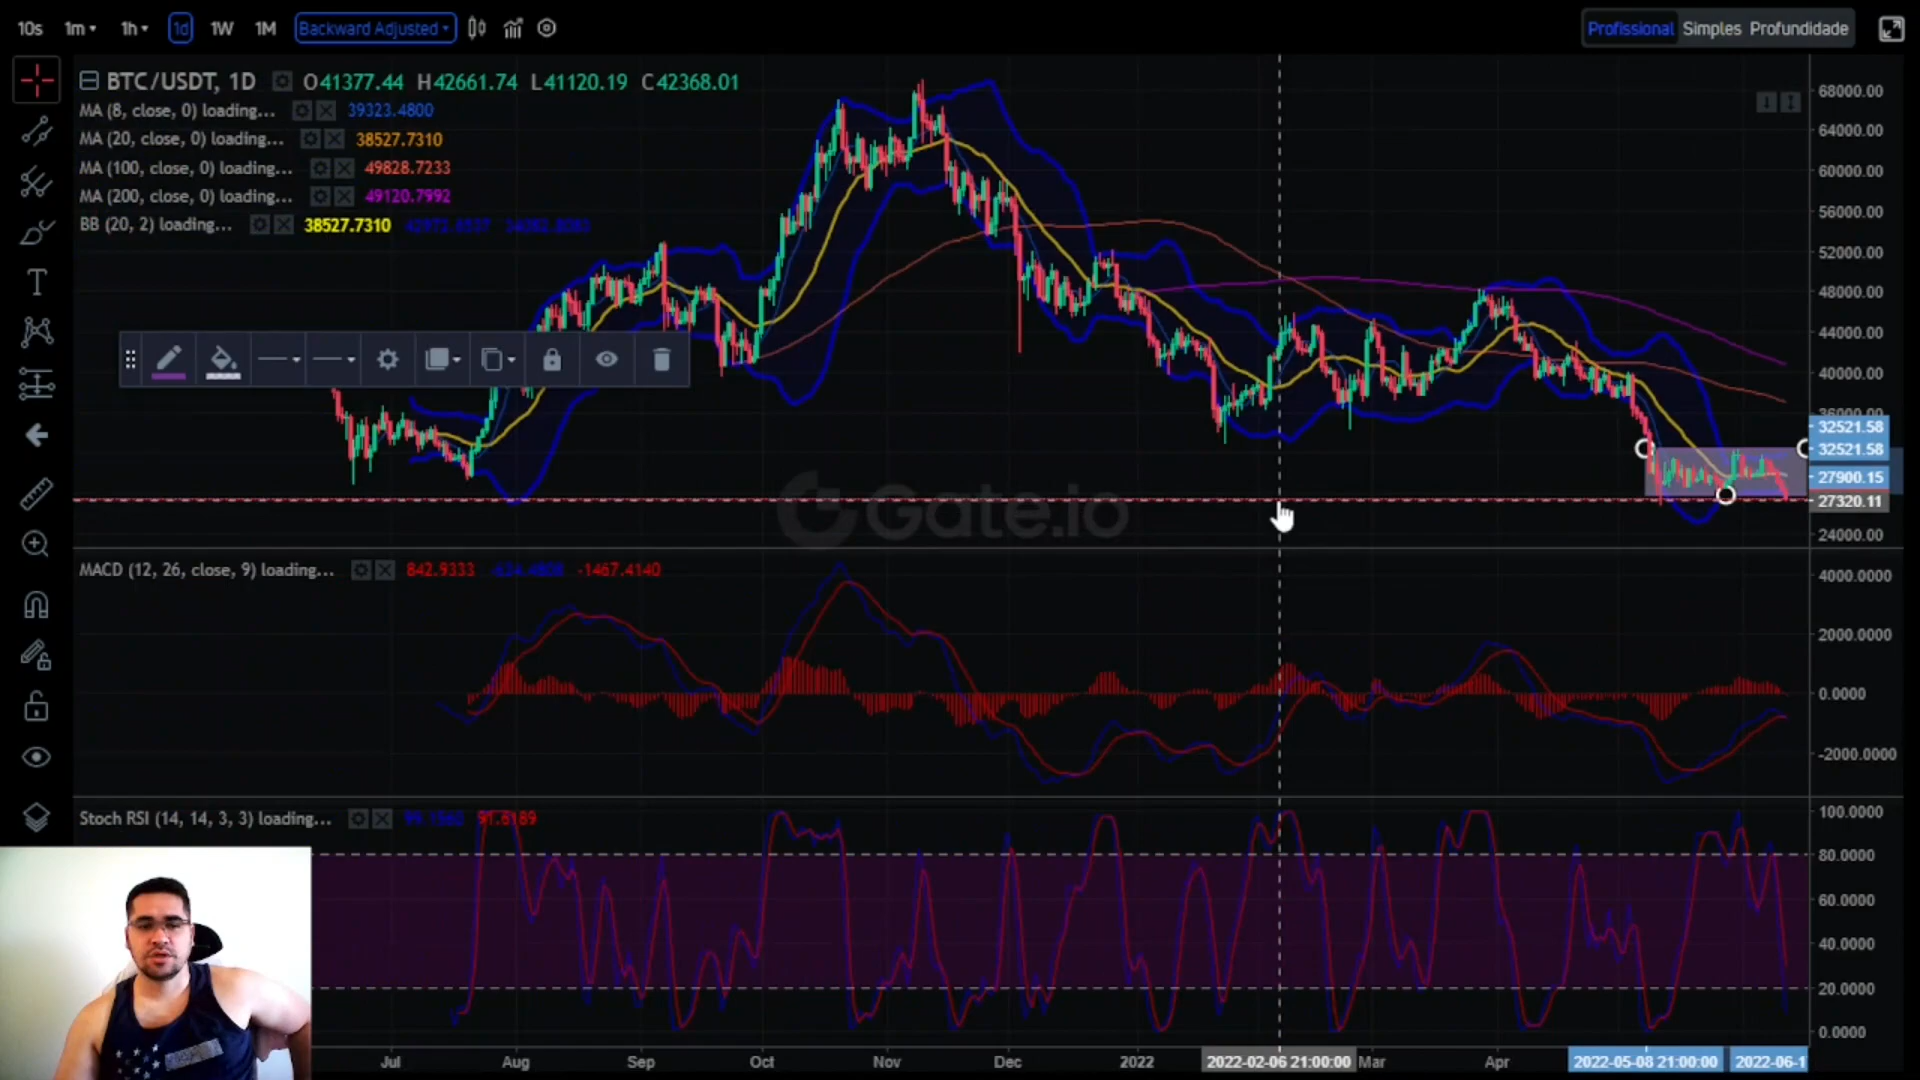 10s 1m 1h 1d 1W 1M Backward Adjusted Profissional Simples Profundidade
BTC/USDT, 1D O41377.44 H42661.74 L41120.19 C42368.01
MA (8, close, 0) loading... 39323.4800
MA (20, close, 0) loading... 38527.7310
MA (100, close, 0) loading... 49828.7233
MA (200, close, 0) loading... 49120.7992
BB (20, 2) loading... 38527.7310
68000.00
64000.00
60000.00
56000.00
52000.00
48000.00
44000.00
40000.00
36000.00
32521.58
32521.58
27900.15
27320.11
24000.00
Gate.io
MACD (12, 26, close, 9) loading... 842.9333 -1467.4140
4000.0000
2000.0000
0.0000
-2000.0000
Stoch RSI (14, 14, 3, 3) loading... 91.6189
100.0000
80.0000
60.0000
40.0000
20.0000
0.0000
Jul Aug Sep Oct Nov Dec 2022 2022-02-06 21:00:00 Mar Apr 2022-05-08 21:00:00 2022-06-1